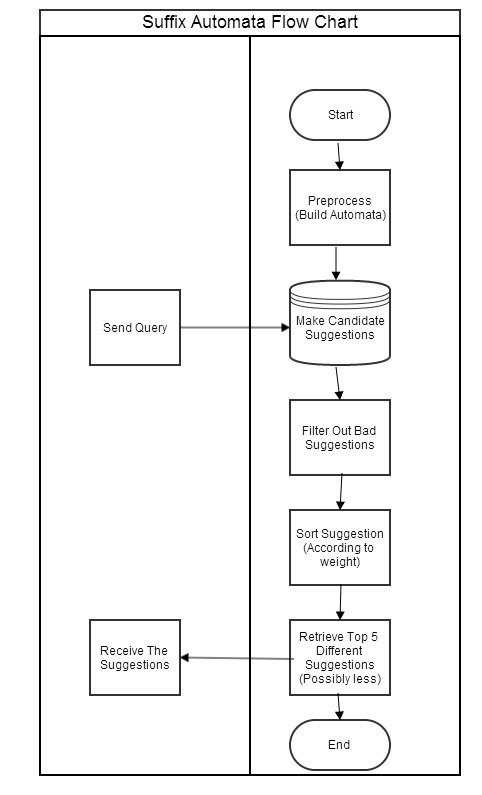 Suffix Automata Flow Chart
Start
Preprocess
(Build Automata)
Send Query
Make Candidate
Suggestions
Filter Out Bad
Suggestions
Sort Suggestion
(According to
weight)
Receive The
Suggestions
Retrieve Top 5
Different
Suggestions
(Possibly less)
End